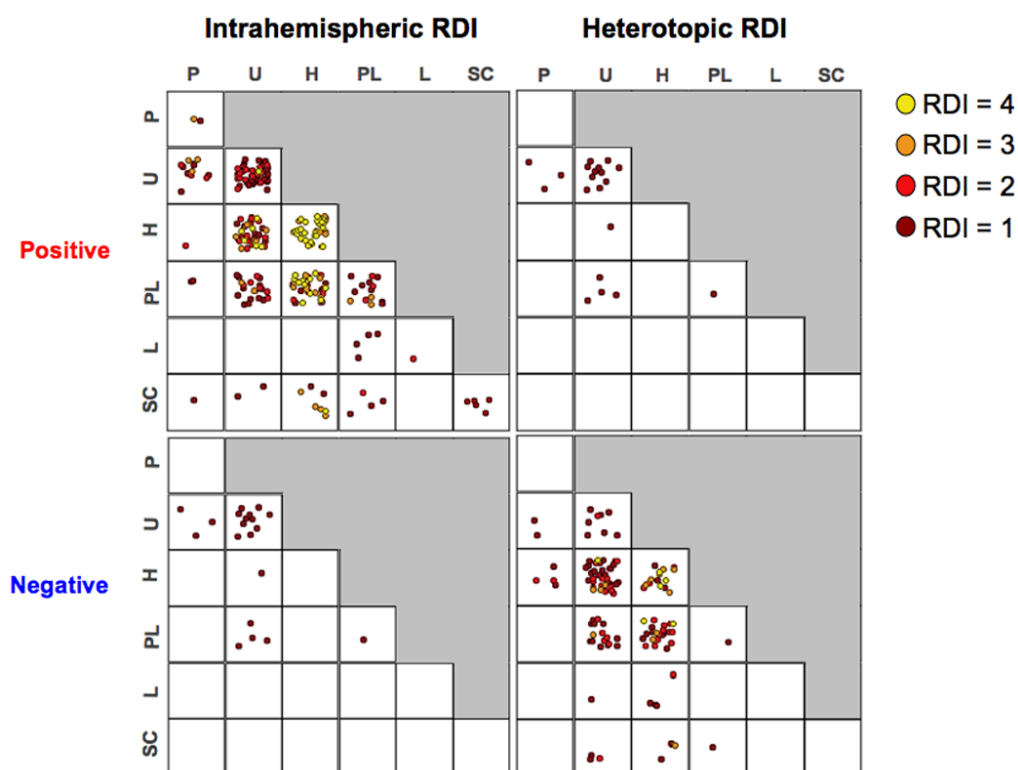 Intrahemispheric RDI Heterotopic RDI
P U H PL L SC P U H PL L SC
RDI = 4
RDI = 3
RDI = 2
RDI = 1
Positive
P
U
H
PL
L
SC
Negative
P
U
H
PL
L
SC